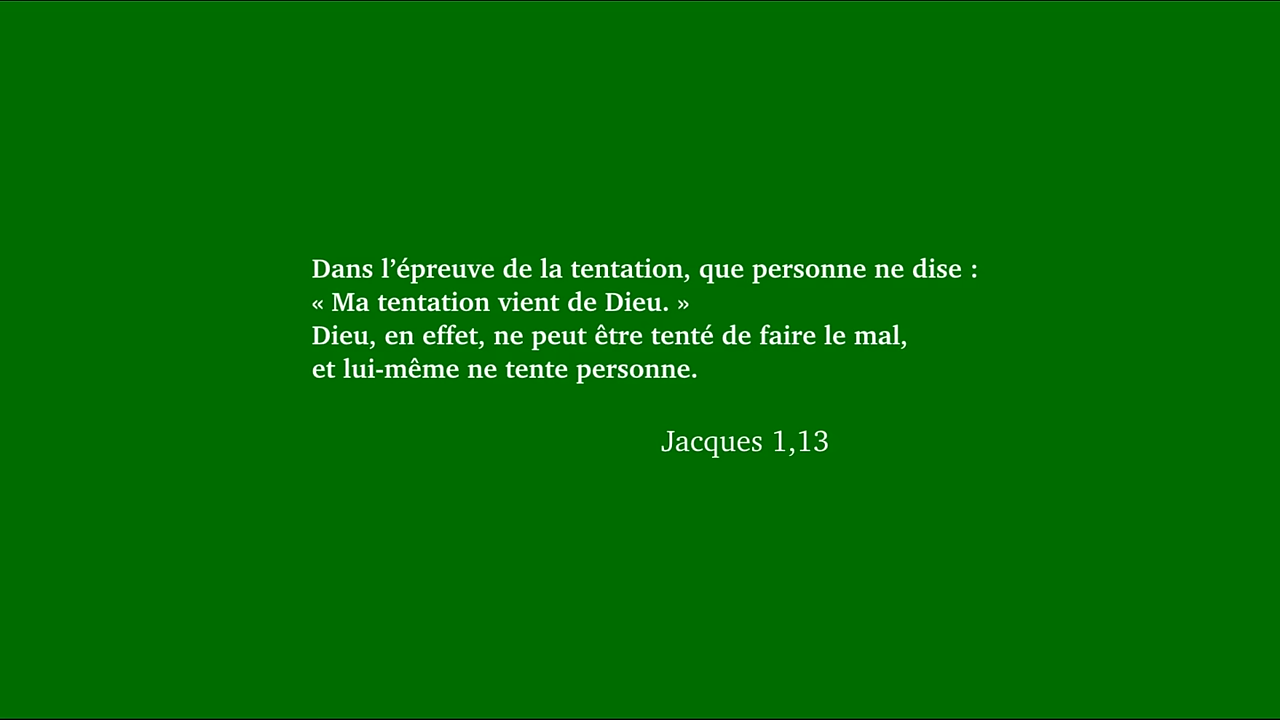 Dans l’épreuve de la tentation, que personne ne dise :
« Ma tentation vient de Dieu. »
Dieu, en effet, ne peut être tenté de faire le mal,
et lui-même ne tente personne.
Jacques 1,13